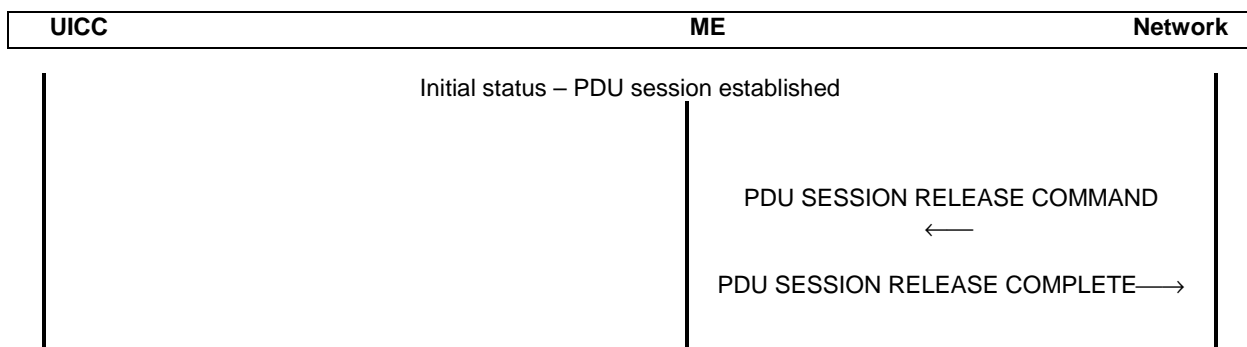 UICC ME Network
Initial status – PDU session established
PDU SESSION RELEASE COMMAND
←
PDU SESSION RELEASE COMPLETE→